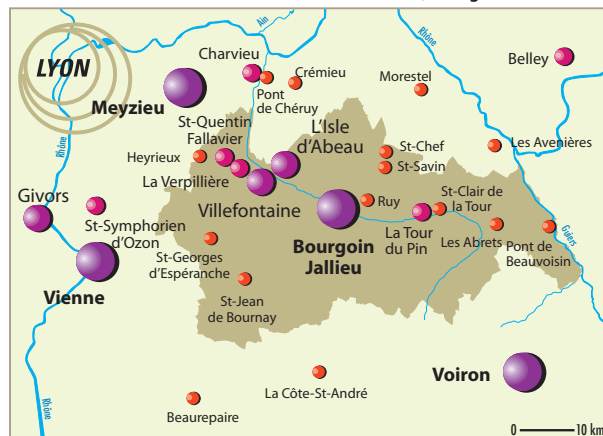 Ain
Rhône
Charvieu
Belley
LYON
Crémieu
Morestel
Meyzieu
Pont
de Chéruy
St-Quentin
Fallavier
L'Isle
d'Abeau
St-Chef
Les Avenières
Heyrieux
St-Savin
Rhône
La Verpillière
Givors
Villefontaine
Ruy
St-Clair de
la Tour
St-Symphorien
d'Ozon
La Tour
du Pin
Les Abrets
Guiers
Bourgoin
Jallieu
Pont de
Beauvoisin
St-Georges
d'Espéranche
Vienne
St-Jean
de Bournay
Voiron
La Côte-St-André
Beaurepaire
0 10 km